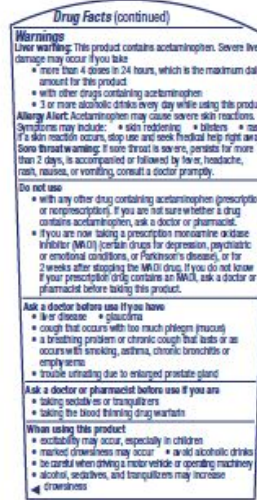 Drug Facts (continued)
Warnings
Liver warning: This product contains acetaminophen. Severe live
damage may occur if you take
• more than 4 doses in 24 hours, which is the maximum dai
amount for this product
• with other drugs containing acetaminophen
• 3 or more alcoholic drinks every day while using this produ
Allergy Alert: Acetaminophen may cause severe skin reactions.
Symptoms may include: • skin reddening • blisters • ras
If a skin reaction occurs, stop use and seek medical help right awa
Sore throat warning: If sore throat is severe, persists for more
than 2 days, is accompanied or followed by fever, headache,
rash, nausea, or vomiting, consult a doctor promptly.
Do not use
• with any other drug containing acetaminophen (prescriptio
or nonprescription). If you are not sure whether a drug
contains acetaminophen, ask a doctor or pharmacist.
• if you are now taking a prescription monoamine oxidase
inhibitor (MAOI) (certain drugs for depression, psychiatric
or emotional conditions, or Parkinson's disease), or for
2 weeks after stopping the MAOI drug. If you do not know
if your prescription drug contains an MAOI, ask a doctor or
pharmacist before taking this product.
Ask a doctor before use if you have
• liver disease • glaucoma
• cough that occurs with too much phlegm (mucus)
• a breathing problem or chronic cough that lasts or as
occurs with smoking, asthma, chronic bronchitis or
emphysema
• trouble urinating due to enlarged prostate gland
Ask a doctor or pharmacist before use if you are
• taking sedatives or tranquilizers
• taking the blood thinning drug warfarin
When using this product
• excitability may occur, especially in children
• marked drowsiness may occur • avoid alcoholic drinks
• be careful when driving a motor vehicle or operating machinery
• alcohol, sedatives, and tranquilizers may increase
drowsiness